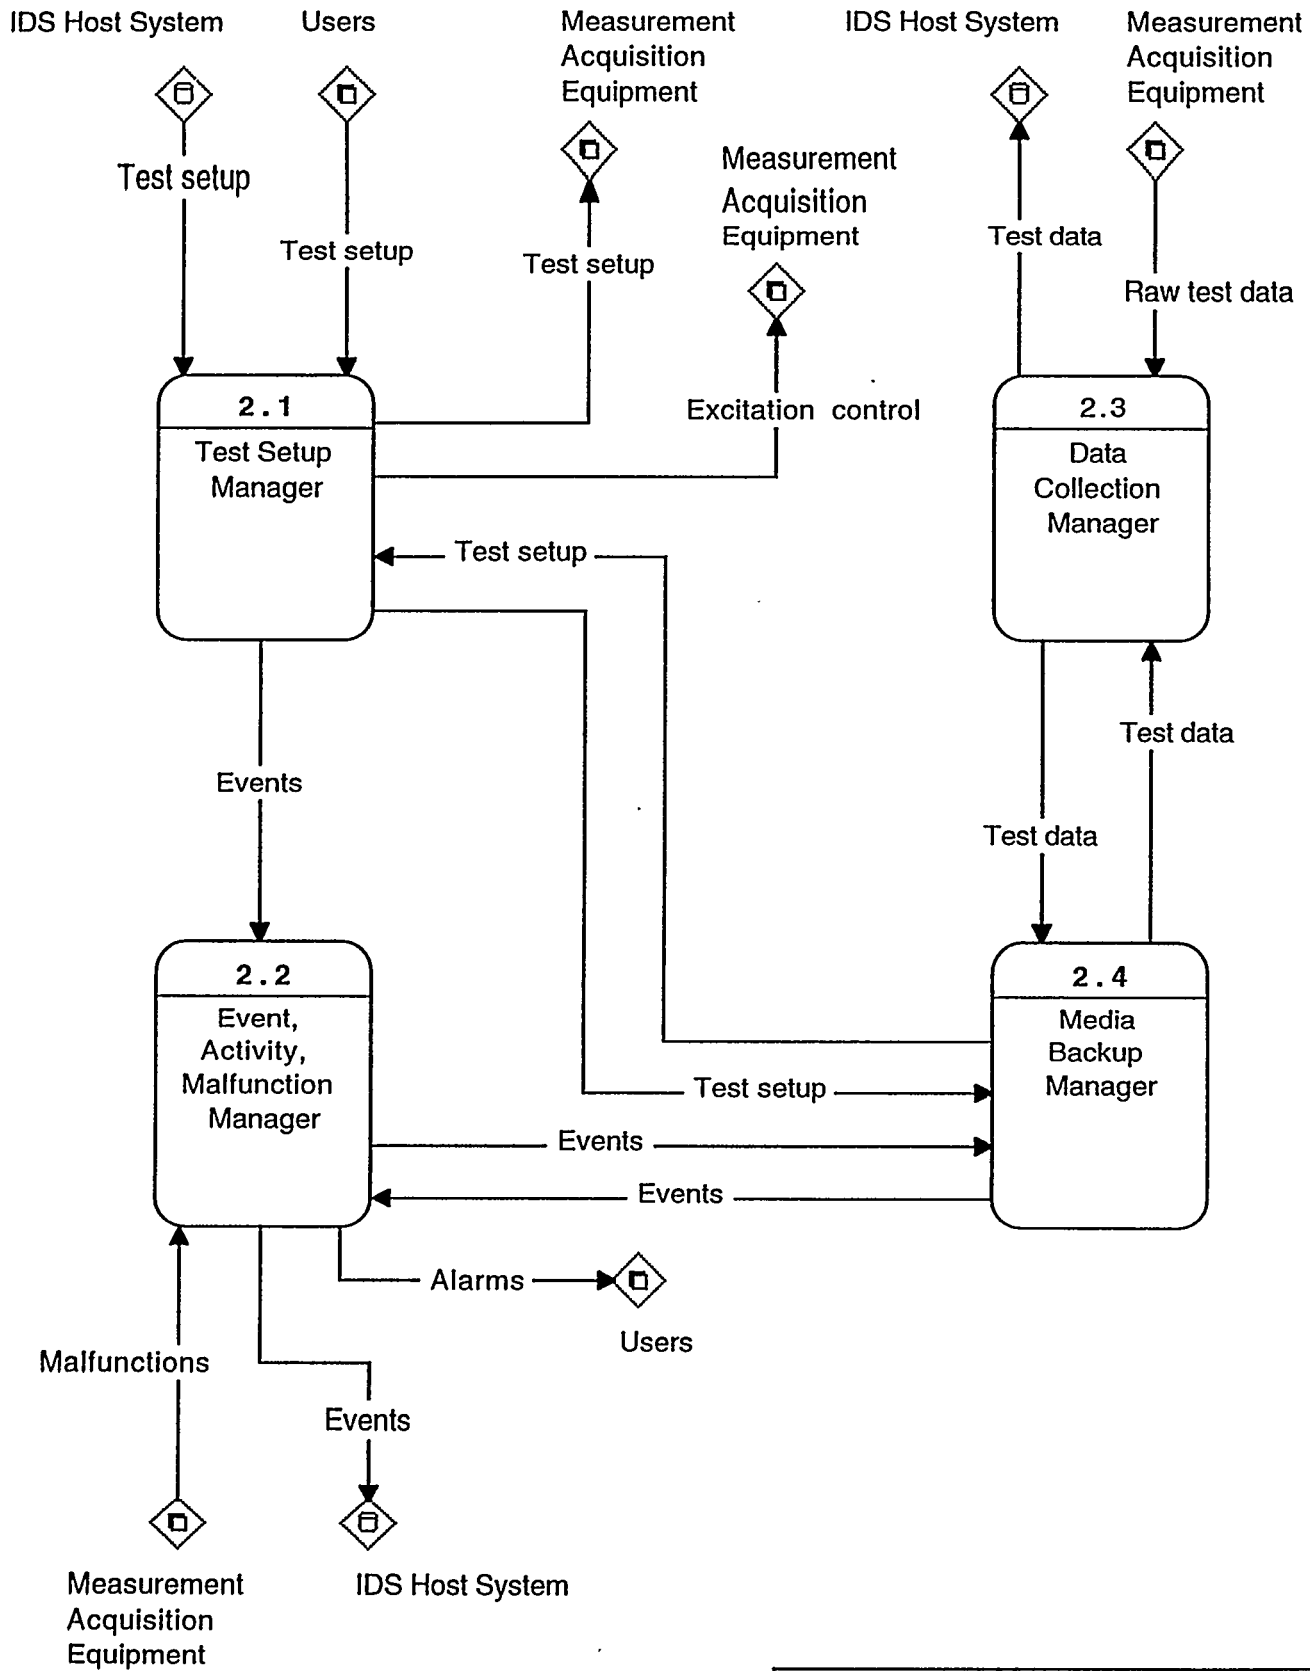 IDS Host System
Users
Measurement
Acquisition
Equipment
IDS Host System
Measurement
Acquisition
Equipment
Measurement
Acquisition
Equipment
Test setup
Test setup
Test setup
Test data
Raw test data
Excitation control
2.1
Test Setup
Manager
2.3
Data
Collection
Manager
Test setup
Events
Test data
Test data
2.2
Event,
Activity,
Malfunction
Manager
2.4
Media
Backup
Manager
Test setup
Events
Events
Alarms
Users
Malfunctions
Events
Measurement
Acquisition
Equipment
IDS Host System